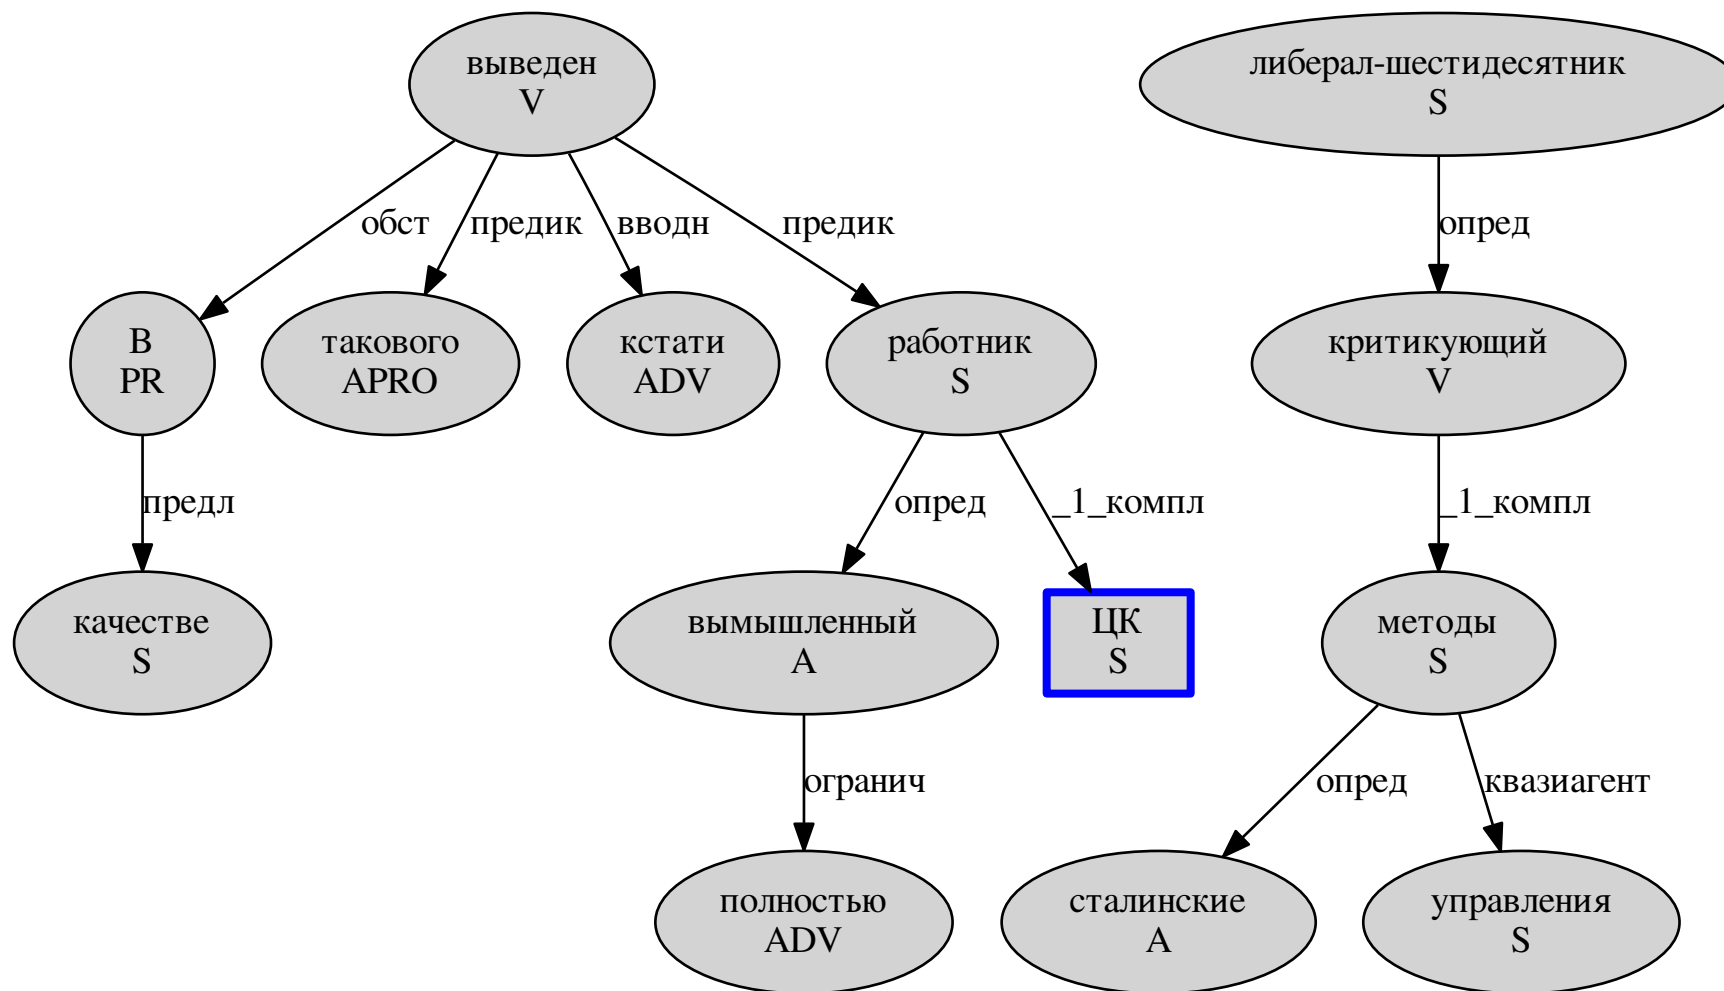 выведен
V
либерал-шестидесятник
S
обст
предик
вводн
предик
опред
В
PR
такового
APRO
кстати
ADV
работник
S
критикующий
V
предл
опред
_1_компл
_1_компл
качестве
S
вымышленный
A
ЦК
S
методы
S
огранич
опред
квазиагент
полностью
ADV
сталинские
A
управления
S